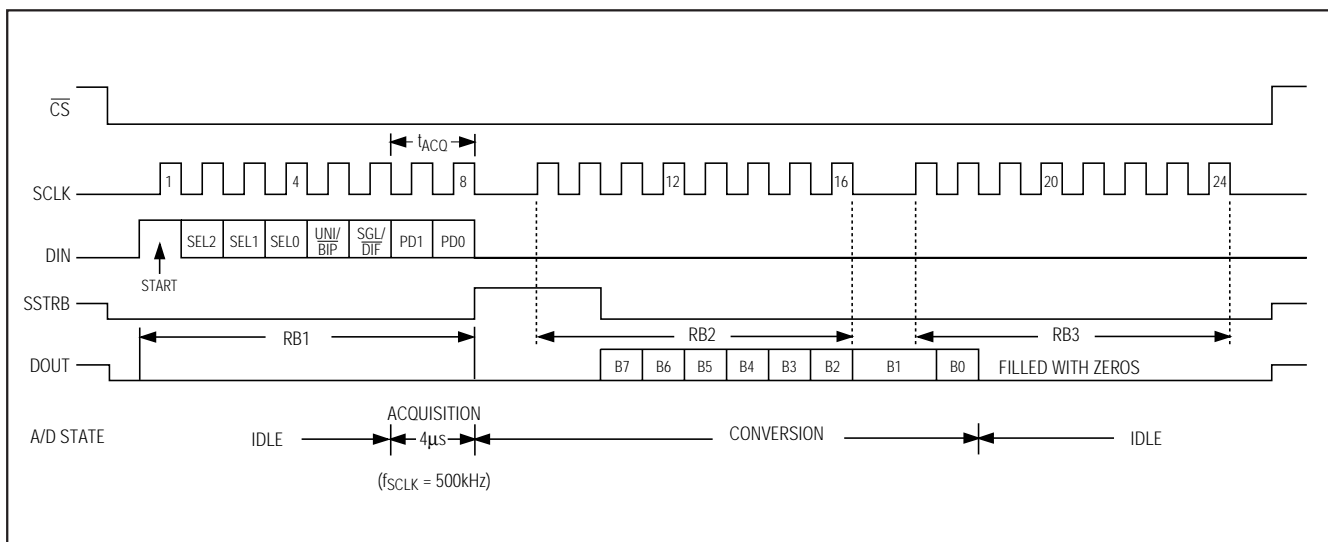 CS
tACQ
SCLK 1 4 8 12 16 20 24
DIN SEL2 SEL1 SEL0 UNI/ BIP SGL/ DIF PD1 PD0
START
SSTRB
RB1 RB2 RB3
DOUT B7 B6 B5 B4 B3 B2 B1 B0 FILLED WITH ZEROS
ACQUISITION
A/D STATE IDLE 4µs CONVERSION IDLE
(fSCLK = 500kHz)